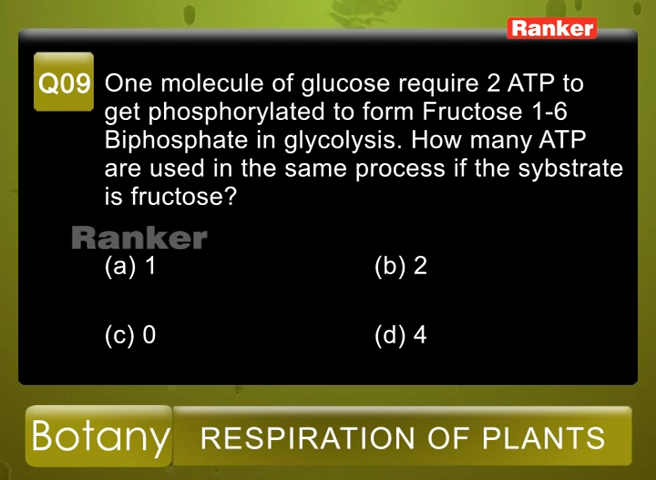 Ranker
Q09 One molecule of glucose require 2 ATP to
get phosphorylated to form Fructose 1-6
Biphosphate in glycolysis. How many ATP
are used in the same process if the sybstrate
is fructose?
Ranker
(a) 1 (b) 2
(c) 0 (d) 4
Botany RESPIRATION OF PLANTS